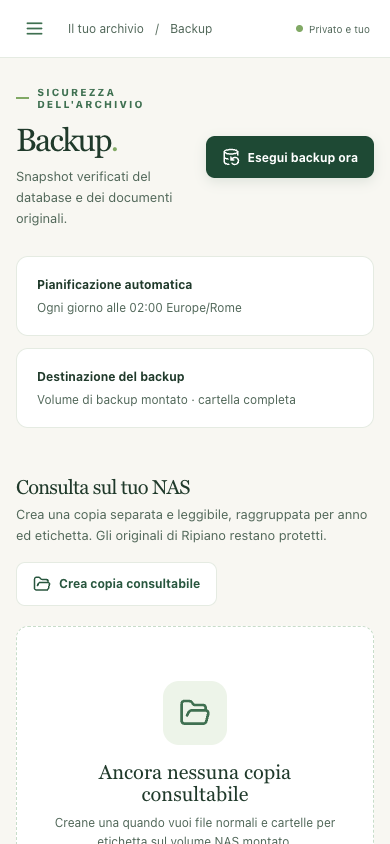 Il tuo archivio / Backup
Privato e tuo
SICUREZZA
DELL'ARCHIVIO
Backup.
Snapshot verificati del
database e dei documenti
originali.
Esegui backup ora
Pianificazione automatica
Ogni giorno alle 02:00 Europe/Rome
Destinazione del backup
Volume di backup montato · cartella completa
Consulta sul tuo NAS
Crea una copia separata e leggibile, raggruppata per anno
ed etichetta. Gli originali di Ripiano restano protetti.
Crea copia consultabile
Ancora nessuna copia
consultabile
Creane una quando vuoi file normali e cartelle per
etichetta sul volume NAS montato